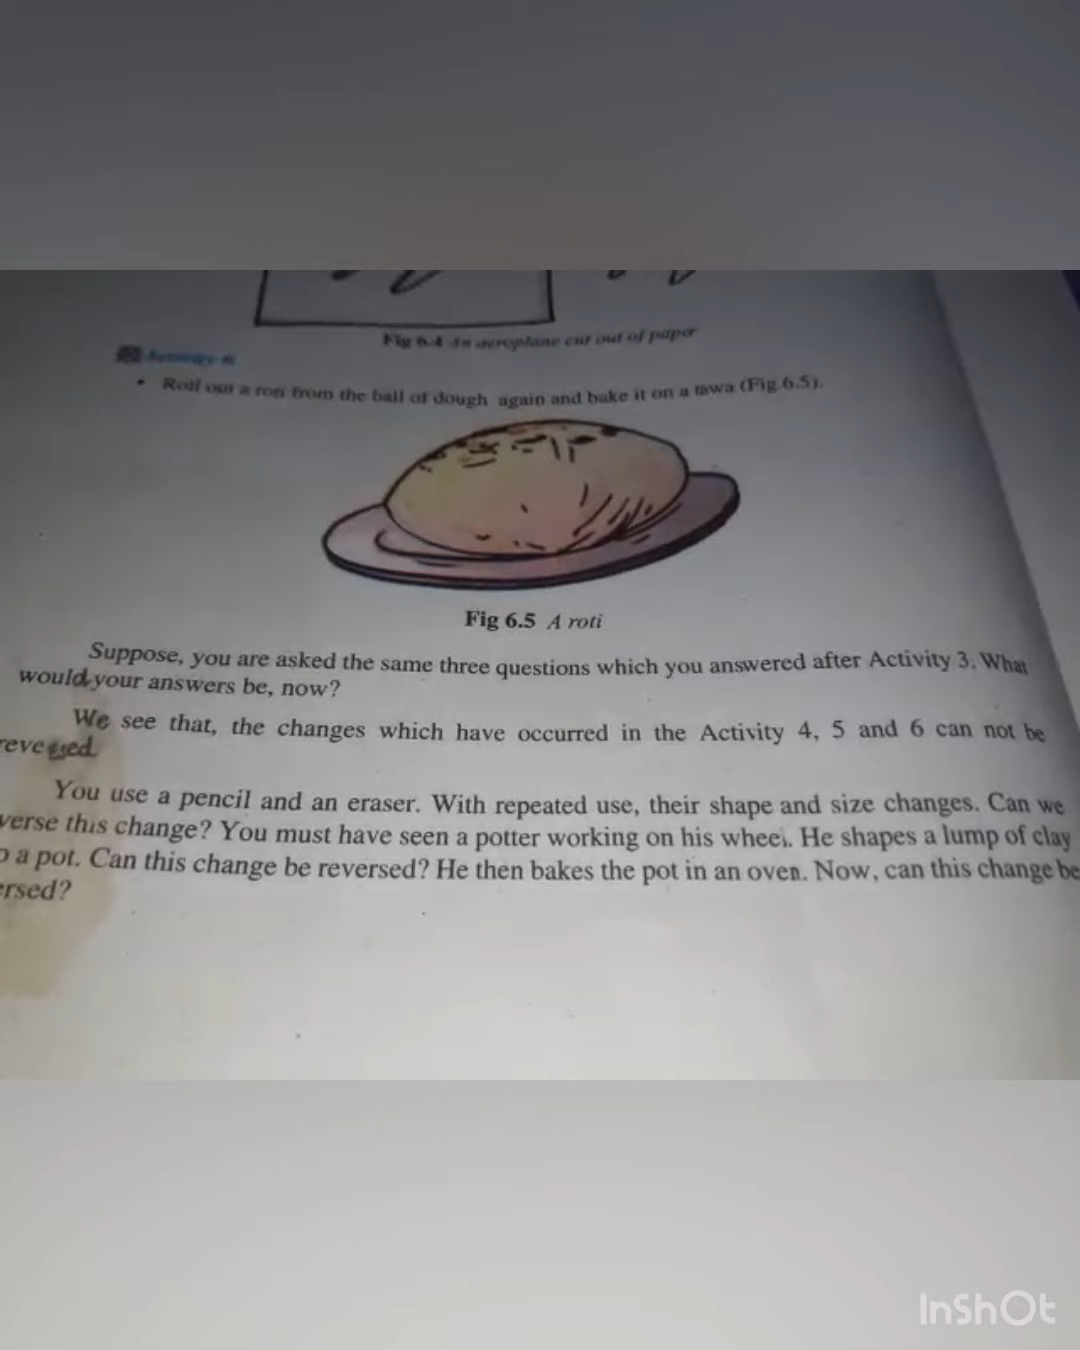 Fig 6.4 An aeroplane cut out of paper
Activity 6
• Roll out a roti from the ball of dough again and bake it on a tawa (Fig.6.5).
Fig 6.5 A roti
Suppose, you are asked the same three questions which you answered after Activity 3. What
would your answers be, now?
We see that, the changes which have occurred in the Activity 4, 5 and 6 can not be
You use a pencil and an eraser. With repeated use, their shape and size changes. Can we
verse this change? You must have seen a potter working on his wheel. He shapes a lump of clay
o a pot. Can this change be reversed? He then bakes the pot in an oven. Now, can this change be
ersed?
InShOt